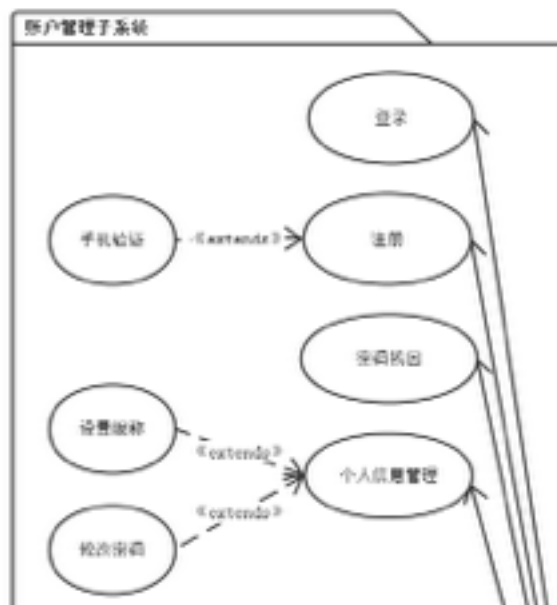 账户管理子系统
登录
手机验证
《extends》
注册
密码找回
设置昵称
《extends》
个人信息管理
《extends》
修改密码